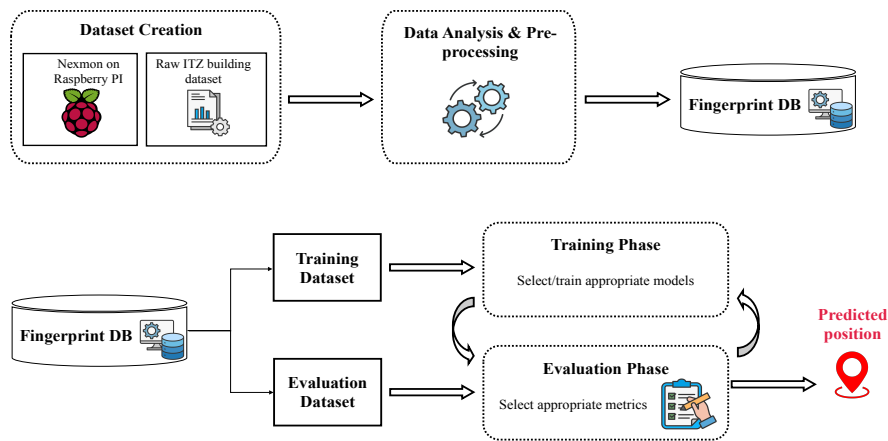 Dataset Creation
Nexmon on
Raspberry PI
Raw ITZ building
dataset
Data Analysis & Pre-
processing
Fingerprint DB
Fingerprint DB
Training
Dataset
Evaluation
Dataset
Training Phase
Select/train appropriate models
Evaluation Phase
Select appropriate metrics
Predicted
position